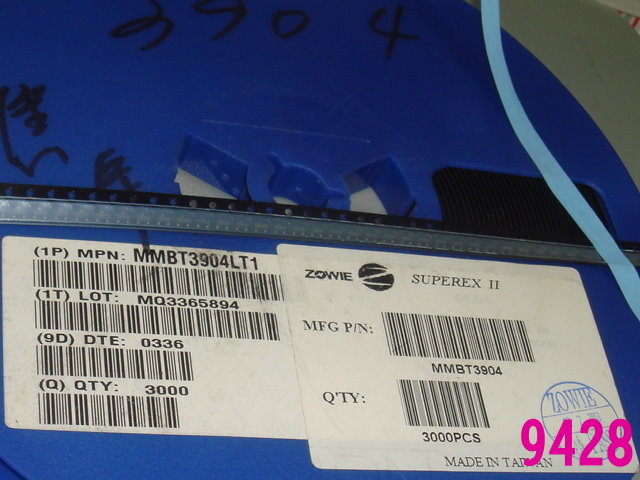 3904
(1P) MPN: MMBT3904LT1
(1T) LOT: MQ3365894
(9D) DTE: 0336
(Q) QTY: 3000
ZOWIE SUPEREX II
MFG P/N:
MMBT3904
Q'TY:
3000PCS
ZOWIE
MADE IN TAIWAN
9428